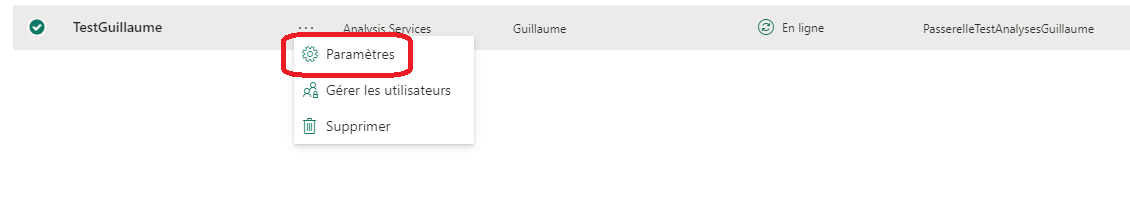 TestGuillaume ... Analysis Services Guillaume En ligne PasserelleTestAnalysesGuillaume
Paramètres
Gérer les utilisateurs
Supprimer